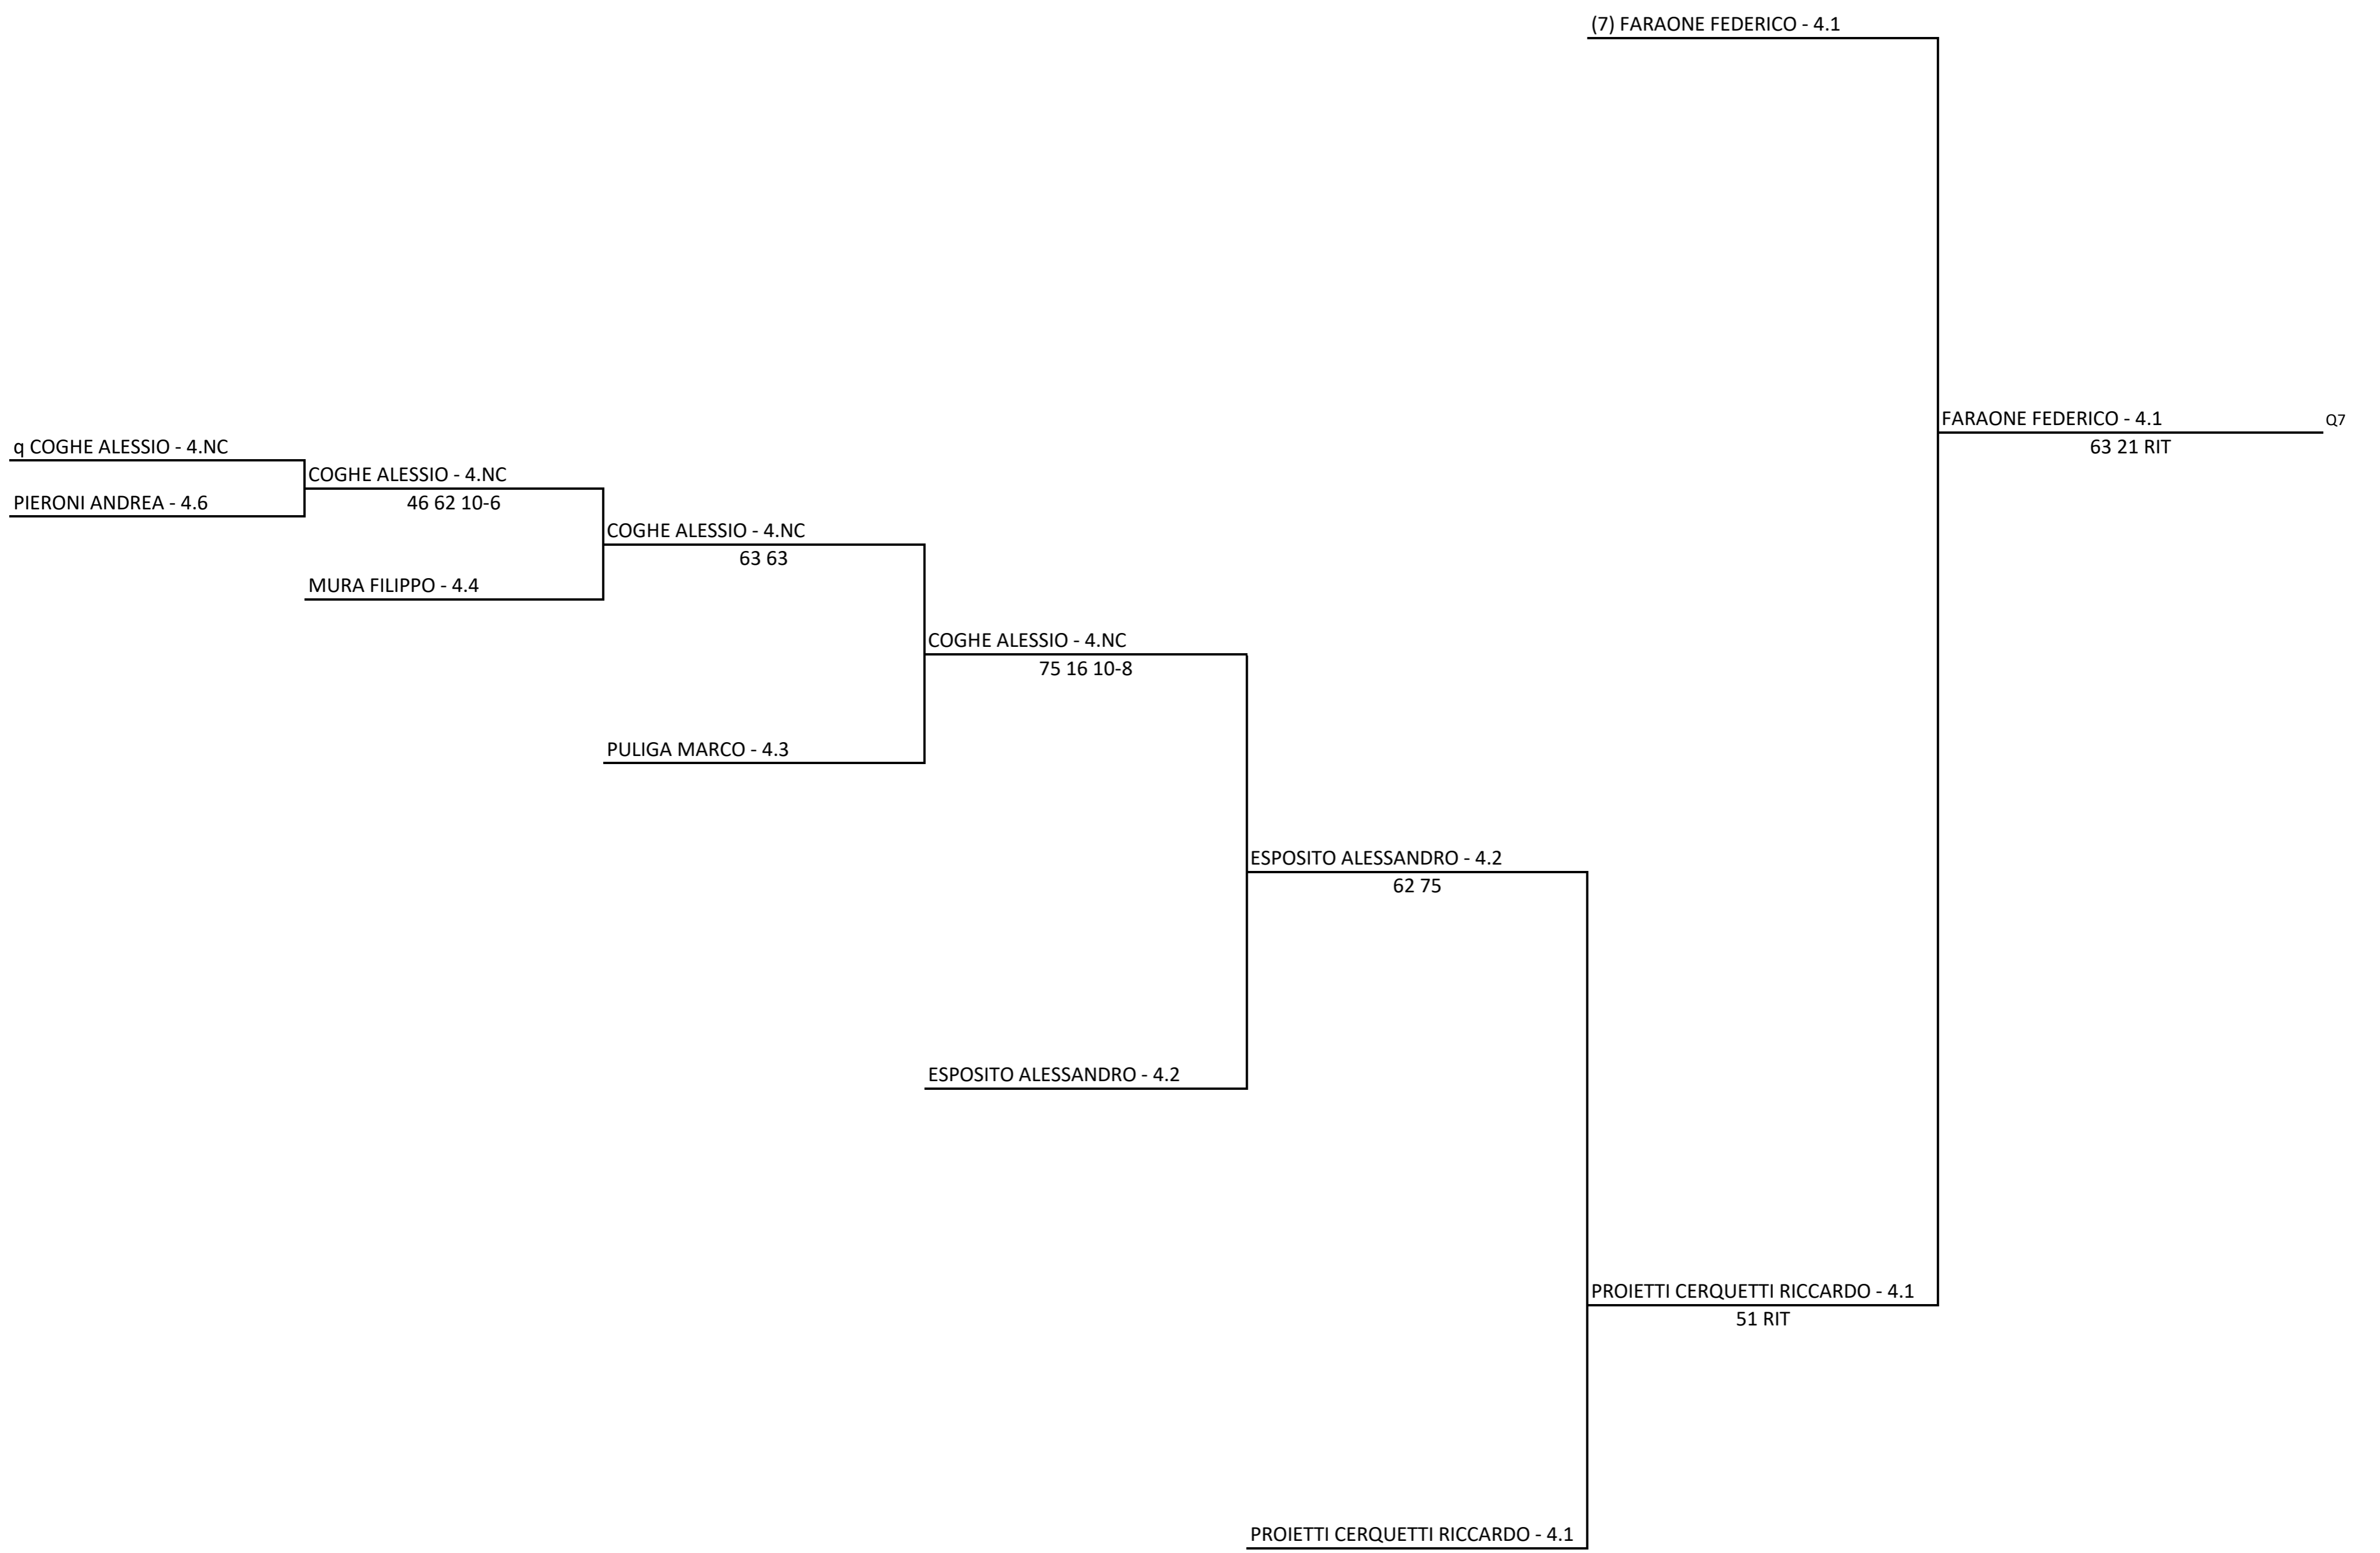 (7) FARAONE FEDERICO - 4.1
FARAONE FEDERICO - 4.1
Q7
63 21 RIT
q COGHE ALESSIO - 4.NC
COGHE ALESSIO - 4.NC
PIERONI ANDREA - 4.6
46 62 10-6
COGHE ALESSIO - 4.NC
63 63
MURA FILIPPO - 4.4
COGHE ALESSIO - 4.NC
75 16 10-8
PULIGA MARCO - 4.3
ESPOSITO ALESSANDRO - 4.2
62 75
ESPOSITO ALESSANDRO - 4.2
PROIETTI CERQUETTI RICCARDO - 4.1
51 RIT
PROIETTI CERQUETTI RICCARDO - 4.1